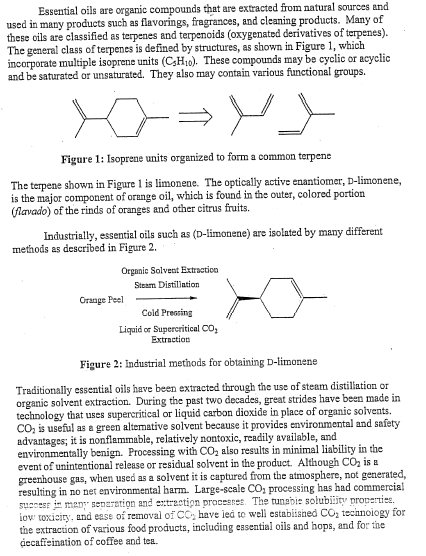 Essential oils are organic compounds that are extracted from natural sources and
used in many products such as flavorings, fragrances, and cleaning products. Many of
these oils are classified as terpenes and terpenoids (oxygenated derivatives of terpenes).
The general class of terpenes is defined by structures, as shown in Figure 1, which
incorporate multiple isoprene units (C₅H₁₀). These compounds may be cyclic or acyclic
and be saturated or unsaturated. They also may contain various functional groups.
Figure 1: Isoprene units organized to form a common terpene
The terpene shown in Figure 1 is limonene. The optically active enantiomer, D-limonene,
is the major component of orange oil, which is found in the outer, colored portion
(flavado) of the rinds of oranges and other citrus fruits.
Industrially, essential oils such as (D-limonene) are isolated by many different
methods as described in Figure 2.
Organic Solvent Extraction
Steam Distillation
Orange Peel
Cold Pressing
Liquid or Supercritical CO₂
Extraction
Figure 2: Industrial methods for obtaining D-limonene
Traditionally essential oils have been extracted through the use of steam distillation or
organic solvent extraction. During the past two decades, great strides have been made in
technology that uses supercritical or liquid carbon dioxide in place of organic solvents.
CO₂ is useful as a green alternative solvent because it provides environmental and safety
advantages; it is nonflammable, relatively nontoxic, readily available, and
environmentally benign. Processing with CO₂ also results in minimal liability in the
event of unintentional release or residual solvent in the product. Although CO₂ is a
greenhouse gas, when used as a solvent it is captured from the atmosphere, not generated,
resulting in no net environmental harm. Large-scale CO₂ processing has had commercial
success in many separation and extraction processes. The tunable solubility properties,
low toxicity, and ease of removal of CO₂ have led to well established CO₂ technology for
the extraction of various food products, including essential oils and hops, and for the
decaffeination of coffee and tea.